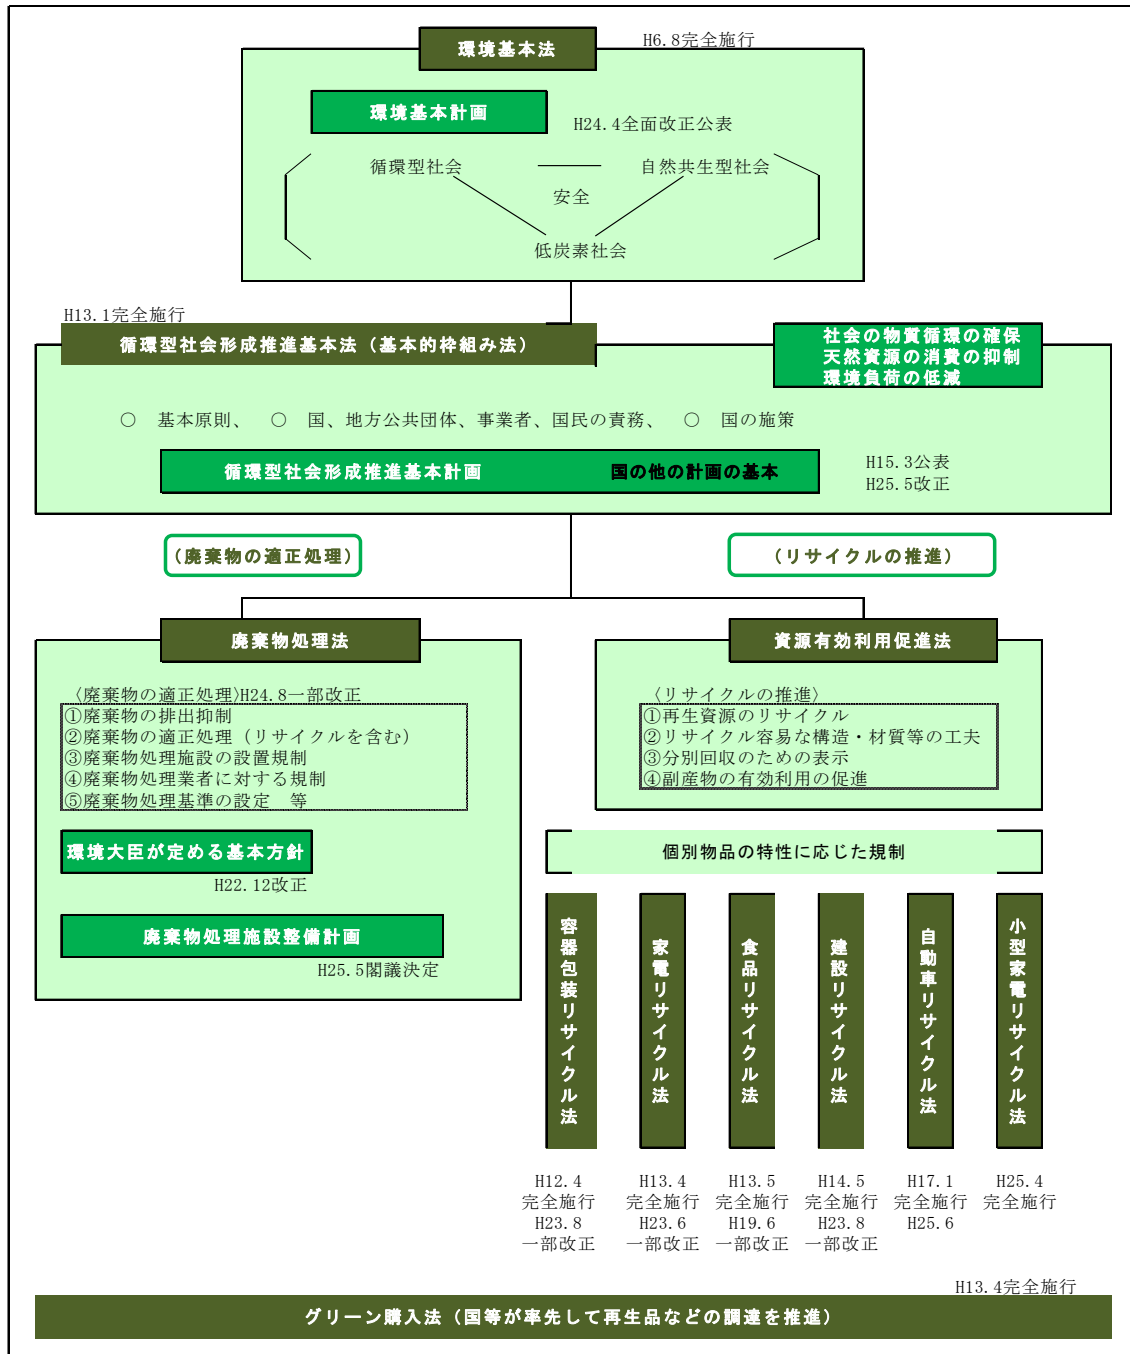 環境基本法
H6.8完全施行
環境基本計画
H24.4全面改正公表
循環型社会
自然共生型社会
安全
低炭素社会
H13.1完全施行
循環型社会形成推進基本法（基本的枠組み法）
社会の物質循環の確保
天然資源の消費の抑制
環境負荷の低減
○　基本原則、　○　国、地方公共団体、事業者、国民の責務、　○　国の施策
循環型社会形成推進基本計画　　　　　国の他の計画の基本
H15.3公表
H25.5改正
（廃棄物の適正処理）
（リサイクルの推進）
廃棄物処理法
〈廃棄物の適正処理〉H24.8一部改正
①廃棄物の排出抑制
②廃棄物の適正処理（リサイクルを含む）
③廃棄物処理施設の設置規制
④廃棄物処理業者に対する規制
⑤廃棄物処理基準の設定　等
環境大臣が定める基本方針
H22.12改正
廃棄物処理施設整備計画
H25.5閣議決定
資源有効利用促進法
〈リサイクルの推進〉
①再生資源のリサイクル
②リサイクル容易な構造・材質等の工夫
③分別回収のための表示
④副産物の有効利用の促進
個別物品の特性に応じた規制
容器包装リサイクル法
家電リサイクル法
食品リサイクル法
建設リサイクル法
自動車リサイクル法
小型家電リサイクル法
H12.4
完全施行
H23.8
一部改正
H13.4
完全施行
H23.6
一部改正
H13.5
完全施行
H19.6
一部改正
H14.5
完全施行
H23.8
一部改正
H17.1
完全施行
H25.6
H25.4
完全施行
H13.4完全施行
グリーン購入法（国等が率先して再生品などの調達を推進）